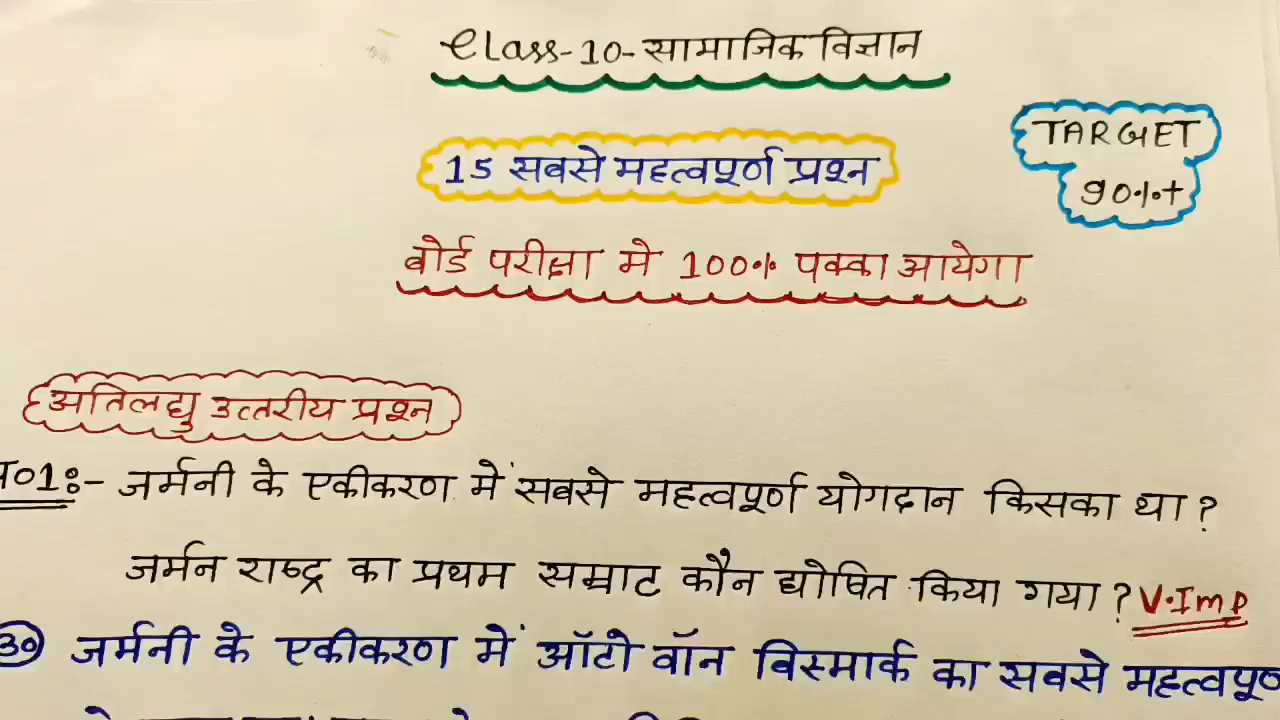 Class-10-सामाजिक विज्ञान
TARGET
90%+
15 सबसे महत्वपूर्ण प्रश्न
बोर्ड परीक्षा मे 100% पक्का आयेगा
अतिलघु उत्तरीय प्रश्न
प्र01:- जर्मनी के एकीकरण में सबसे महत्वपूर्ण योगदान किसका था?
जर्मन राष्ट्र का प्रथम सम्राट कौन घोषित किया गया? V.Imp
उ० जर्मनी के एकीकरण में ऑटो वॉन विस्मार्क का सबसे महत्वपूर्ण